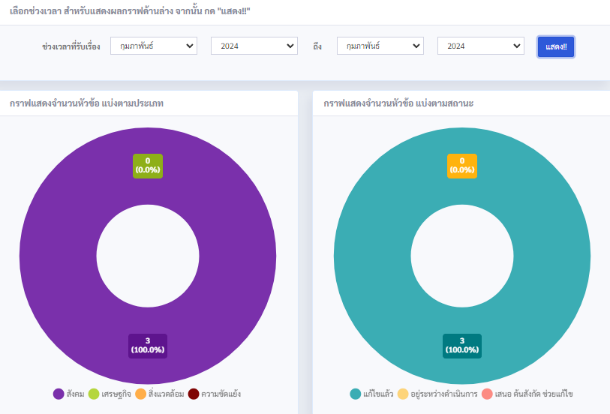 เลือกช่วงเวลา สำหรับแสดงผลกราฟด้านล่าง จากนั้น กด "แสดง!!"
ช่วงเวลาที่รับเรื่อง กุมภาพันธ์ 2024 ถึง กุมภาพันธ์ 2024 แสดง!!
กราฟแสดงจำนวนหัวข้อ แบ่งตามประเภท
0
(0.0%)
3
(100.0%)
สังคม เศรษฐกิจ สิ่งแวดล้อม ความขัดแย้ง
กราฟแสดงจำนวนหัวข้อ แบ่งตามสถานะ
0
(0.0%)
3
(100.0%)
แก้ไขแล้ว อยู่ระหว่างดำเนินการ เสนอ ต้นสังกัด ช่วยแก้ไข